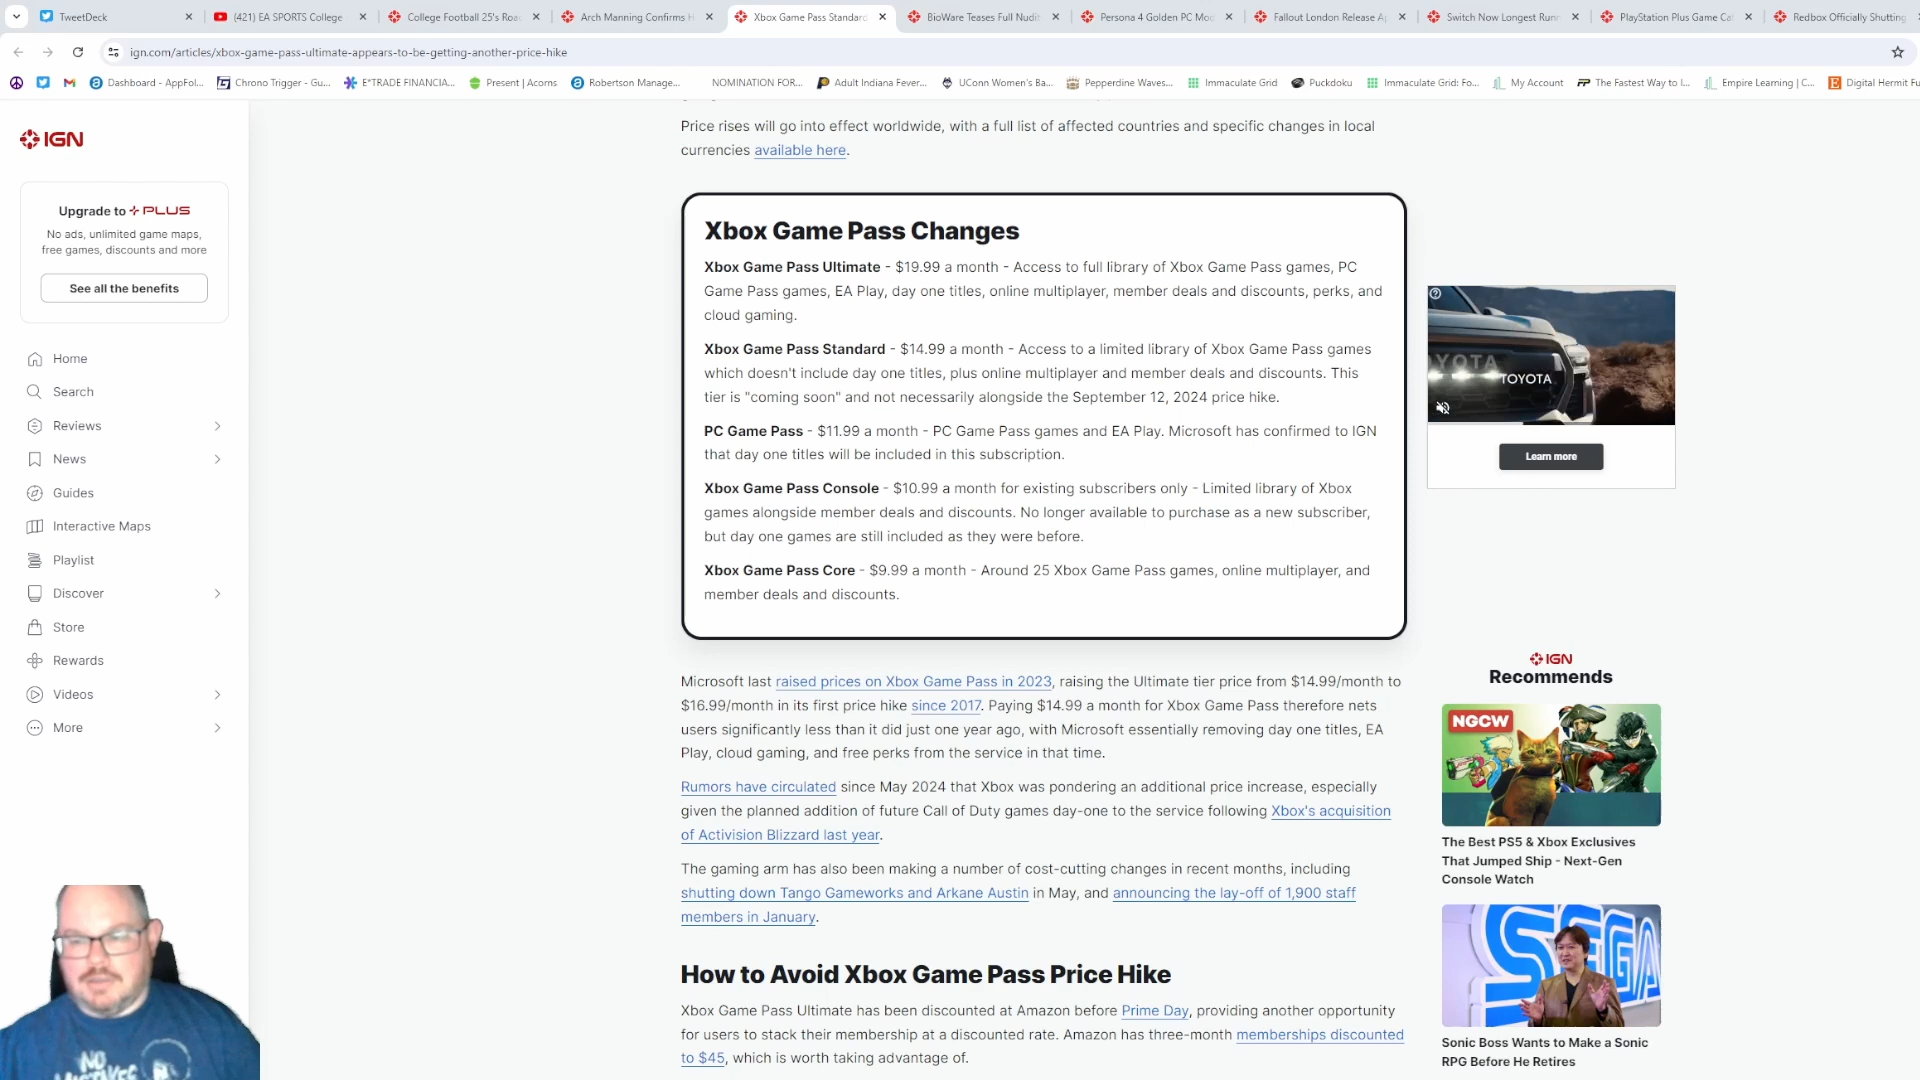 TweetDeck
(421) EA SPORTS College
College Football 25's Roa
Arch Manning Confirms H
Xbox Game Pass Standard
BioWare Teases Full Nudit
Persona 4 Golden PC Mod
Fallout London Release A
Switch Now Longest Runn
PlayStation Plus Game Ca
Redbox Officially Shutting
ign.com/articles/xbox-game-pass-ultimate-appears-to-be-getting-another-price-hike
Dashboard - AppFol...
Chrono Trigger - Gu...
E*TRADE FINANCIA...
Present | Acorns
Robertson Manage...
NOMINATION FOR...
Adult Indiana Fever...
UConn Women's Ba...
Pepperdine Waves...
Immaculate Grid
Puckdoku
Immaculate Grid: Fo...
My Account
The Fastest Way to l...
Empire Learning | C...
Digital Hermit Fu
IGN
Upgrade to + PLUS
No ads, unlimited game maps,
free games, discounts and more
See all the benefits
Home
Search
Reviews
News
Guides
Interactive Maps
Playlist
Discover
Store
Rewards
Videos
More
Price rises will go into effect worldwide, with a full list of affected countries and specific changes in local
currencies available here.
Xbox Game Pass Changes
Xbox Game Pass Ultimate - $19.99 a month - Access to full library of Xbox Game Pass games, PC
Game Pass games, EA Play, day one titles, online multiplayer, member deals and discounts, perks, and
cloud gaming.
Xbox Game Pass Standard - $14.99 a month - Access to a limited library of Xbox Game Pass games
which doesn't include day one titles, plus online multiplayer and member deals and discounts. This
tier is "coming soon" and not necessarily alongside the September 12, 2024 price hike.
PC Game Pass - $11.99 a month - PC Game Pass games and EA Play. Microsoft has confirmed to IGN
that day one titles will be included in this subscription.
Xbox Game Pass Console - $10.99 a month for existing subscribers only - Limited library of Xbox
games alongside member deals and discounts. No longer available to purchase as a new subscriber,
but day one games are still included as they were before.
Xbox Game Pass Core - $9.99 a month - Around 25 Xbox Game Pass games, online multiplayer, and
member deals and discounts.
Microsoft last raised prices on Xbox Game Pass in 2023, raising the Ultimate tier price from $14.99/month to
$16.99/month in its first price hike since 2017. Paying $14.99 a month for Xbox Game Pass therefore nets
users significantly less than it did just one year ago, with Microsoft essentially removing day one titles, EA
Play, cloud gaming, and free perks from the service in that time.
Rumors have circulated since May 2024 that Xbox was pondering an additional price increase, especially
given the planned addition of future Call of Duty games day-one to the service following Xbox's acquisition
of Activision Blizzard last year.
The gaming arm has also been making a number of cost-cutting changes in recent months, including
shutting down Tango Gameworks and Arkane Austin in May, and announcing the lay-off of 1,900 staff
members in January.
How to Avoid Xbox Game Pass Price Hike
Xbox Game Pass Ultimate has been discounted at Amazon before Prime Day, providing another opportunity
for users to stack their membership at a discounted rate. Amazon has three-month memberships discounted
to $45, which is worth taking advantage of.
TOYOTA
Learn more
IGN
Recommends
NGCW
The Best PS5 & Xbox Exclusives
That Jumped Ship - Next-Gen
Console Watch
SEGA
Sonic Boss Wants to Make a Sonic
RPG Before He Retires
NO
MISTAKES